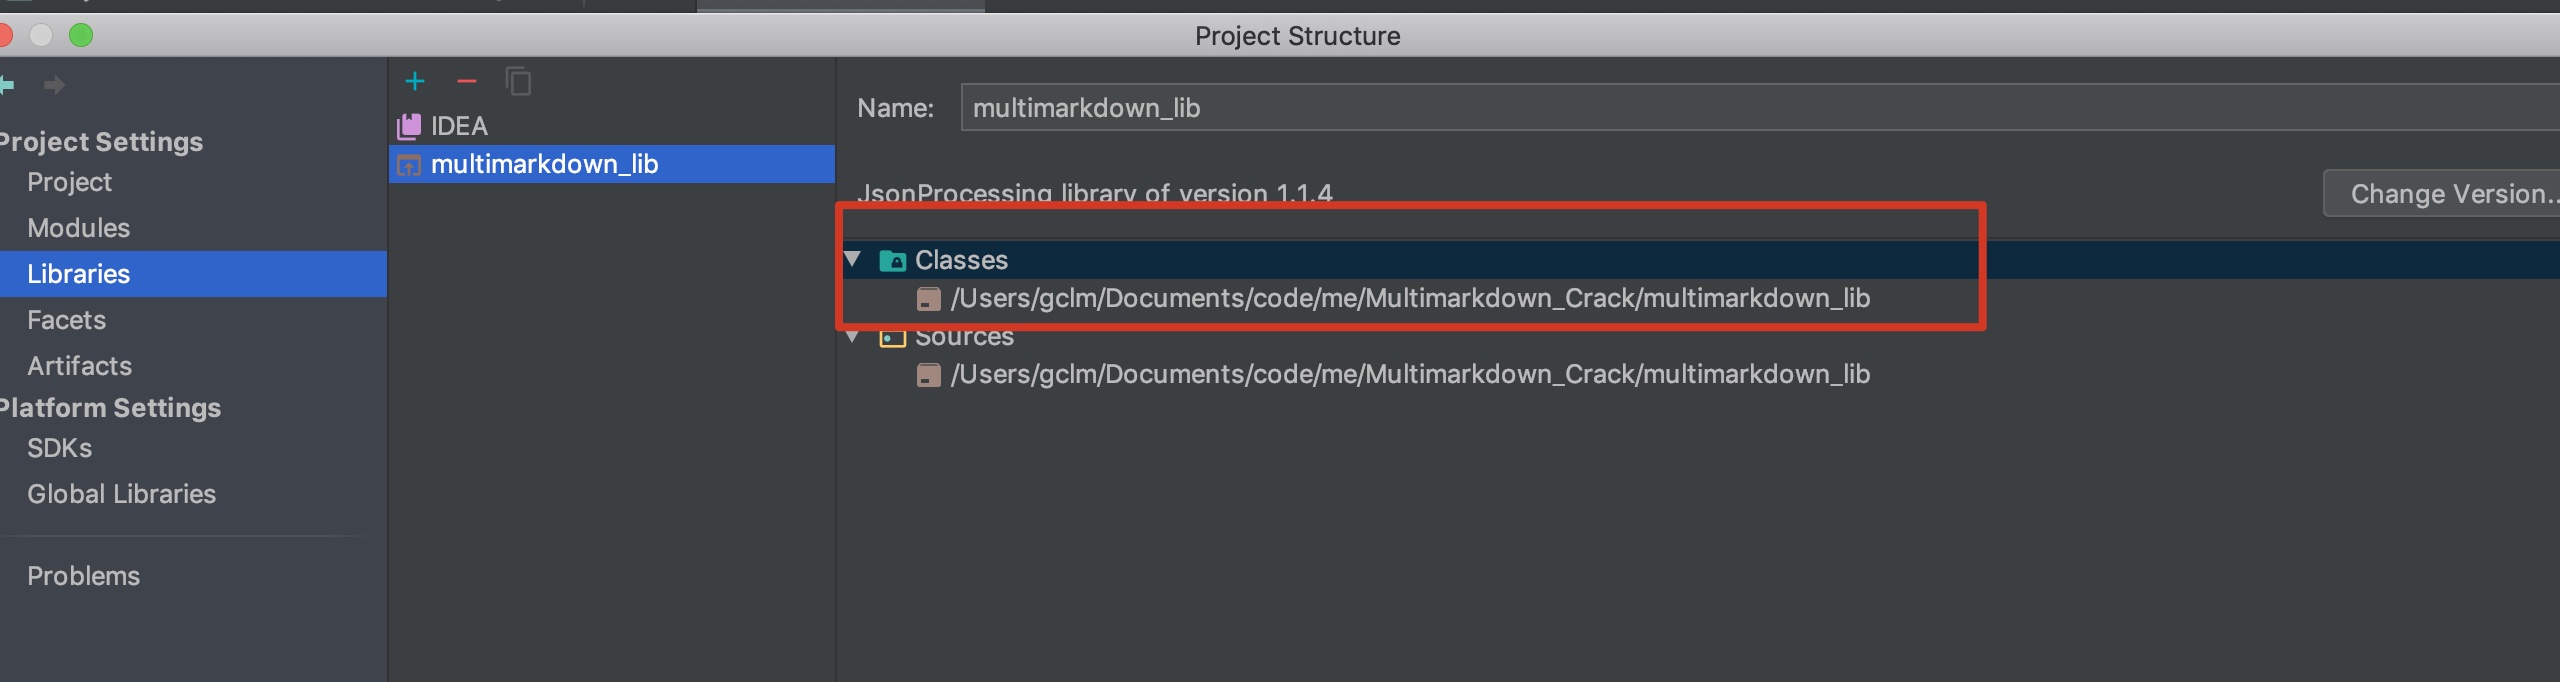 Project Structure
Project Settings
Project
Modules
Libraries
Facets
Artifacts
Platform Settings
SDKs
Global Libraries
Problems
IDEA
multimarkdown_lib
Name: multimarkdown_lib
JsonProcessing library of version 1.1.4
Change Version..
Classes
/Users/gclm/Documents/code/me/Multimarkdown_Crack/multimarkdown_lib
Sources
/Users/gclm/Documents/code/me/Multimarkdown_Crack/multimarkdown_lib